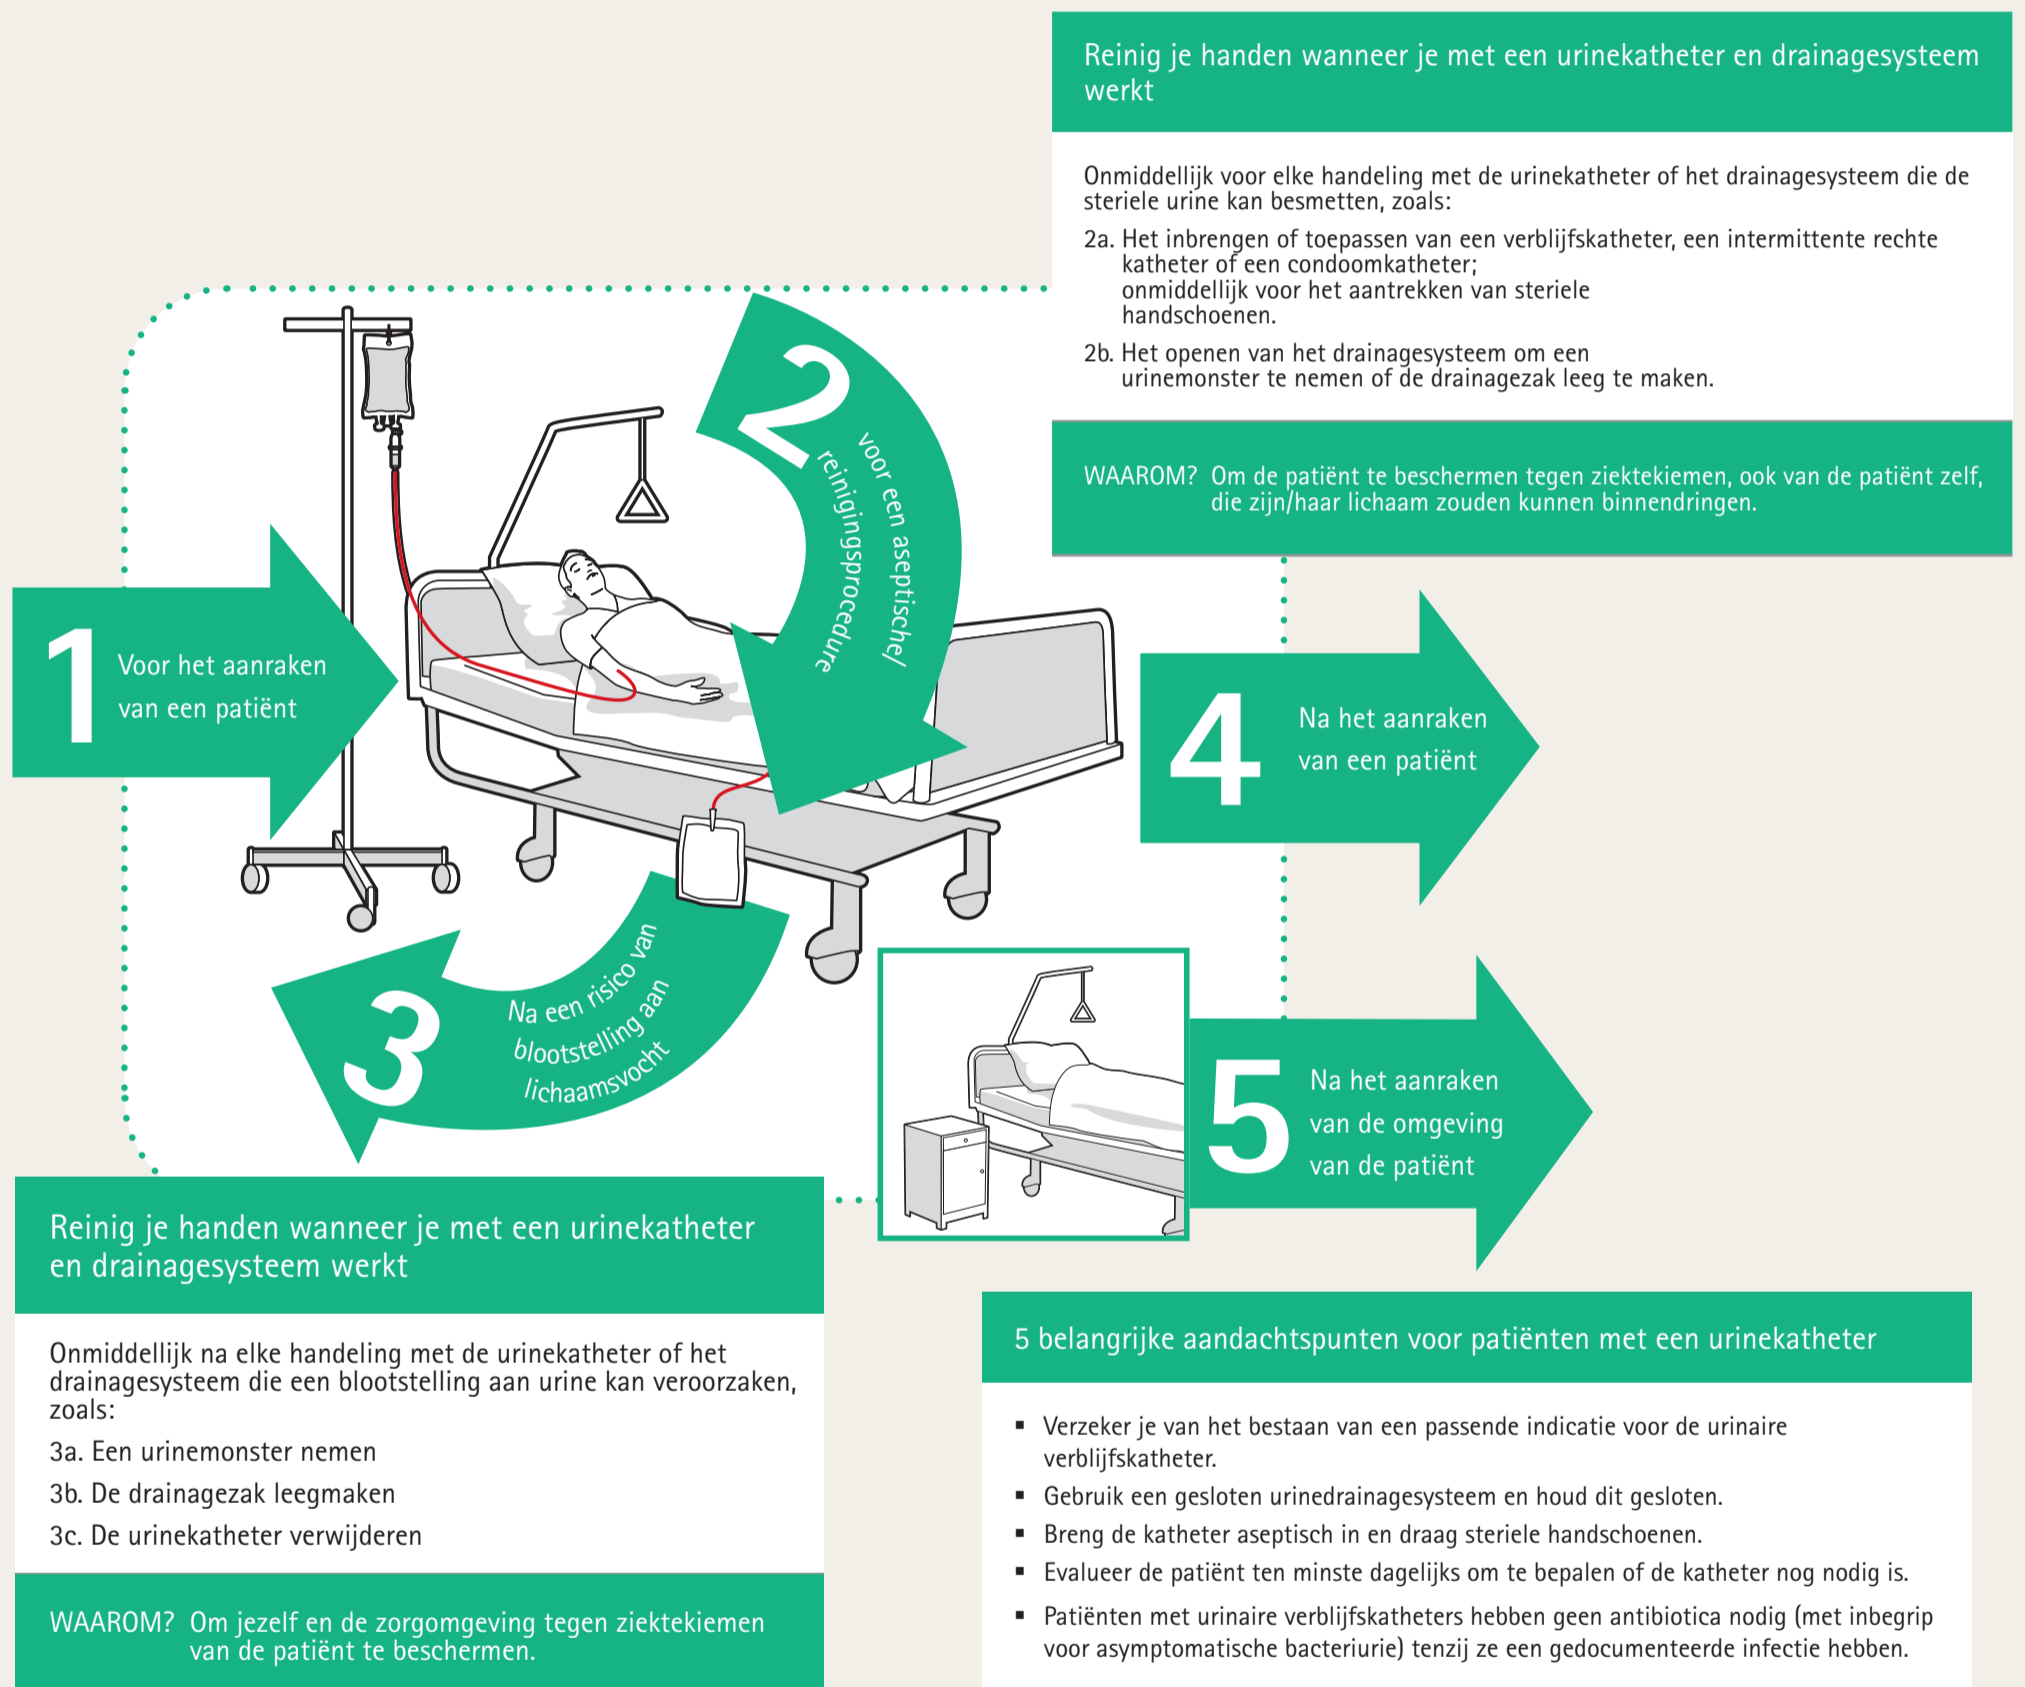 Reinig je handen wanneer je met een urinekatheter en drainagesysteem
werkt
Onmiddellijk voor elke handeling met de urinekatheter of het drainagesysteem die de
steriele urine kan besmetten, zoals:
2a. Het inbrengen of toepassen van een verblijfskatheter, een intermittente rechte
katheter of een condoomkatheter;
onmiddellijk voor het aantrekken van steriele
handschoenen.
2b. Het openen van het drainagesysteem om een
urinemonster te nemen of de drainagezak leeg te maken.
WAAROM? Om de patiënt te beschermen tegen ziektekiemen, ook van de patiënt zelf,
die zijn/haar lichaam zouden kunnen binnendringen.
1
Voor het aanraken
van een patiënt
2
voor een aseptische/
reinigingsprocedure
3
Na een risico van
blootstelling aan
lichaamsvocht
4
Na het aanraken
van een patiënt
5
Na het aanraken
van de omgeving
van de patiënt
Reinig je handen wanneer je met een urinekatheter
en drainagesysteem werkt
Onmiddellijk na elke handeling met de urinekatheter of het
drainagesysteem die een blootstelling aan urine kan veroorzaken,
zoals:
3a. Een urinemonster nemen
3b. De drainagezak leegmaken
3c. De urinekatheter verwijderen
WAAROM? Om jezelf en de zorgomgeving tegen ziektekiemen
van de patiënt te beschermen.
5 belangrijke aandachtspunten voor patiënten met een urinekatheter
▪ Verzeker je van het bestaan van een passende indicatie voor de urinaire
verblijfskatheter.
▪ Gebruik een gesloten urinedrainagesysteem en houd dit gesloten.
▪ Breng de katheter aseptisch in en draag steriele handschoenen.
▪ Evalueer de patiënt ten minste dagelijks om te bepalen of de katheter nog nodig is.
▪ Patiënten met urinaire verblijfskatheters hebben geen antibiotica nodig (met inbegrip
voor asymptomatische bacteriurie) tenzij ze een gedocumenteerde infectie hebben.